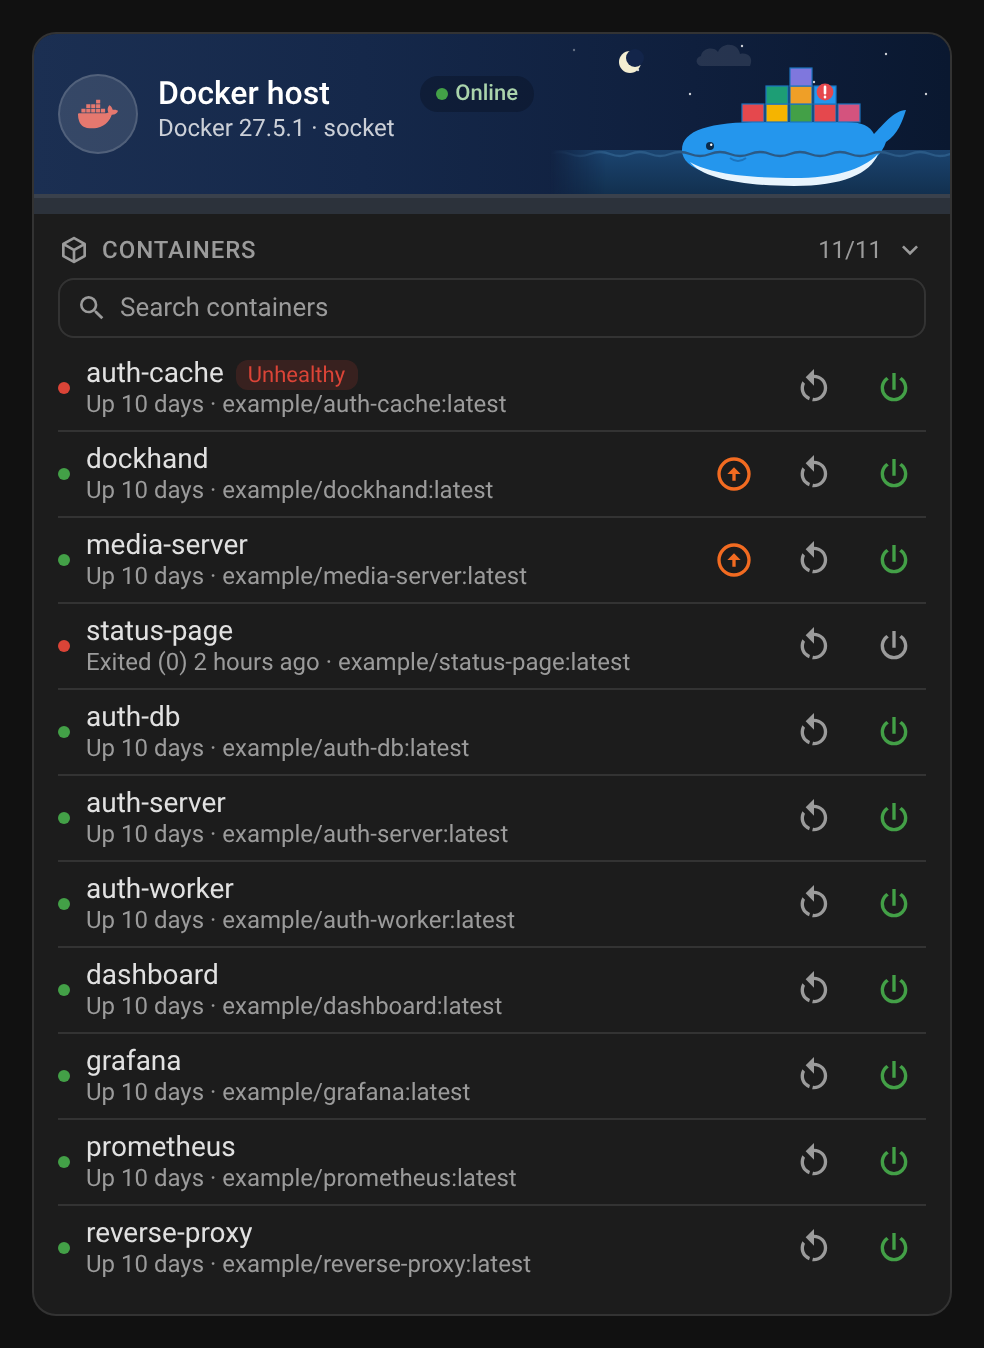 Docker host
Online
Docker 27.5.1 · socket
CONTAINERS
11/11
Search containers
auth-cache Unhealthy
Up 10 days · example/auth-cache:latest
dockhand
Up 10 days · example/dockhand:latest
media-server
Up 10 days · example/media-server:latest
status-page
Exited (0) 2 hours ago · example/status-page:latest
auth-db
Up 10 days · example/auth-db:latest
auth-server
Up 10 days · example/auth-server:latest
auth-worker
Up 10 days · example/auth-worker:latest
dashboard
Up 10 days · example/dashboard:latest
grafana
Up 10 days · example/grafana:latest
prometheus
Up 10 days · example/prometheus:latest
reverse-proxy
Up 10 days · example/reverse-proxy:latest